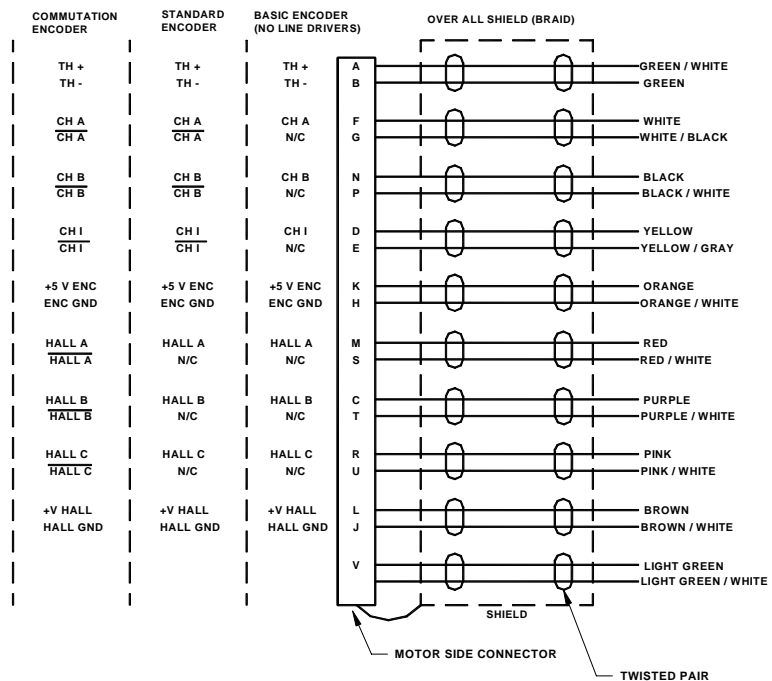 COMMUTATION ENCODER STANDARD ENCODER BASIC ENCODER (NO LINE DRIVERS) OVER ALL SHIELD (BRAID)
TH + TH + TH + A GREEN / WHITE
TH - TH - TH - B GREEN
CH A CH A CH A F WHITE
CH A CH A N/C G WHITE / BLACK
CH B CH B CH B N BLACK
CH B CH B N/C P BLACK / WHITE
CH I CH I CH I D YELLOW
CH I CH I N/C E YELLOW / GRAY
+5 V ENC +5 V ENC +5 V ENC K ORANGE
ENC GND ENC GND ENC GND H ORANGE / WHITE
HALL A HALL A HALL A M RED
HALL A N/C N/C S RED / WHITE
HALL B HALL B HALL B C PURPLE
HALL B N/C N/C T PURPLE / WHITE
HALL C HALL C HALL C R PINK
HALL C N/C N/C U PINK / WHITE
+V HALL +V HALL +V HALL L BROWN
HALL GND HALL GND HALL GND J BROWN / WHITE
V LIGHT GREEN
LIGHT GREEN / WHITE
SHIELD
MOTOR SIDE CONNECTOR
TWISTED PAIR